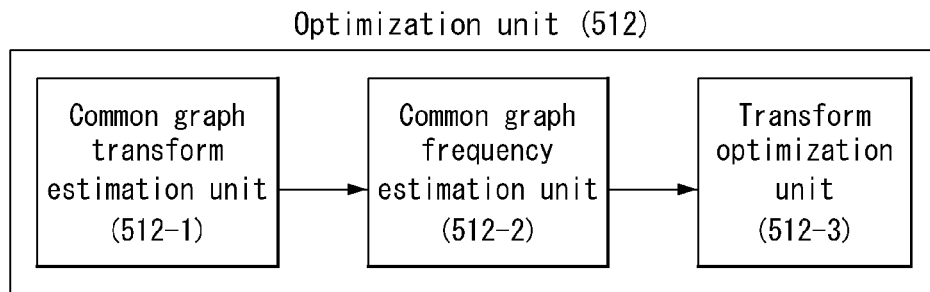 Optimization unit (512)
Common graph
transform
estimation unit
(512-1)
Common graph
frequency
estimation unit
(512-2)
Transform
optimization
unit
(512-3)